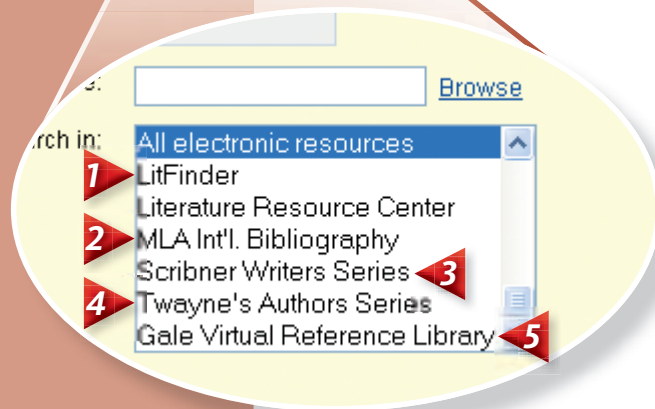 Browse
All electronic resources
1 LitFinder
Literature Resource Center
2 MLA Int'l. Bibliography
Scribner Writers Series 3
4 Twayne's Authors Series
Gale Virtual Reference Library 5